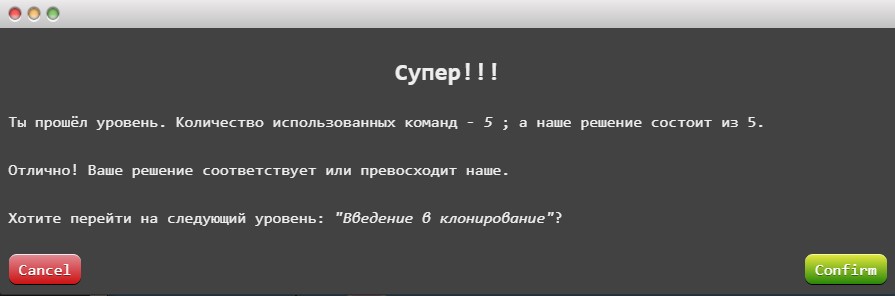 Супер!!!
Ты прошёл уровень. Количество использованных команд - 5 ; а наше решение состоит из 5.
Отлично! Ваше решение соответствует или превосходит наше.
Хотите перейти на следующий уровень: "Введение в клонирование"?
Cancel
Confirm